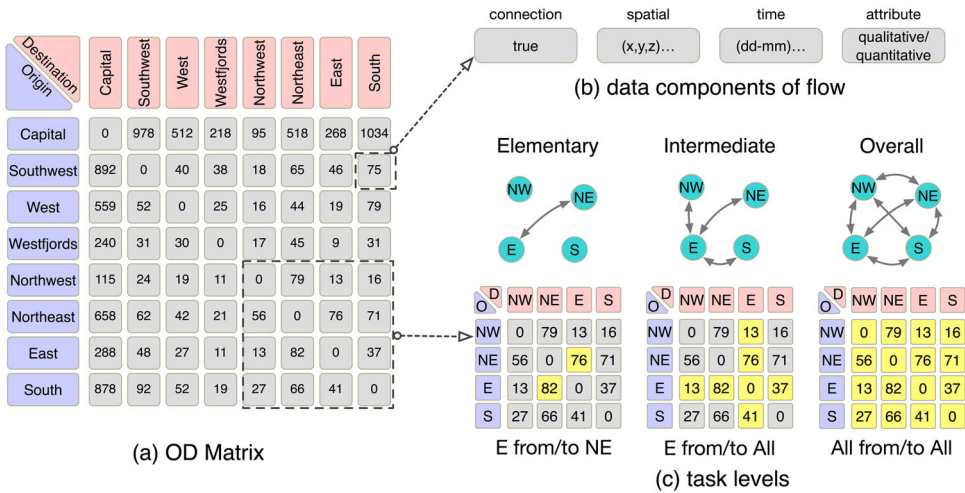 Destination
Origin
Capital
Southwest
West
Westfjords
Northwest
Northeast
East
South
Capital 0 978 512 218 95 518 268 1034
Southwest 892 0 40 38 18 65 46 75
West 559 52 0 25 16 44 19 79
Westfjords 240 31 30 0 17 45 9 31
Northwest 115 24 19 11 0 79 13 16
Northeast 658 62 42 21 56 0 76 71
East 288 48 27 11 13 82 0 37
South 878 92 52 19 27 66 41 0
(a) OD Matrix
connection spatial time attribute
true (x,y,z)... (dd-mm)... qualitative/
quantitative
(b) data components of flow
Elementary Intermediate Overall
NW NE E S
NW NE E S
NW NE E S
D
O
NW NE E S
NW 0 79 13 16
NE 56 0 76 71
E 13 82 0 37
S 27 66 41 0
E from/to NE
D
O
NW NE E S
NW 0 79 13 16
NE 56 0 76 71
E 13 82 0 37
S 27 66 41 0
E from/to All
D
O
NW NE E S
NW 0 79 13 16
NE 56 0 76 71
E 13 82 0 37
S 27 66 41 0
All from/to All
(c) task levels